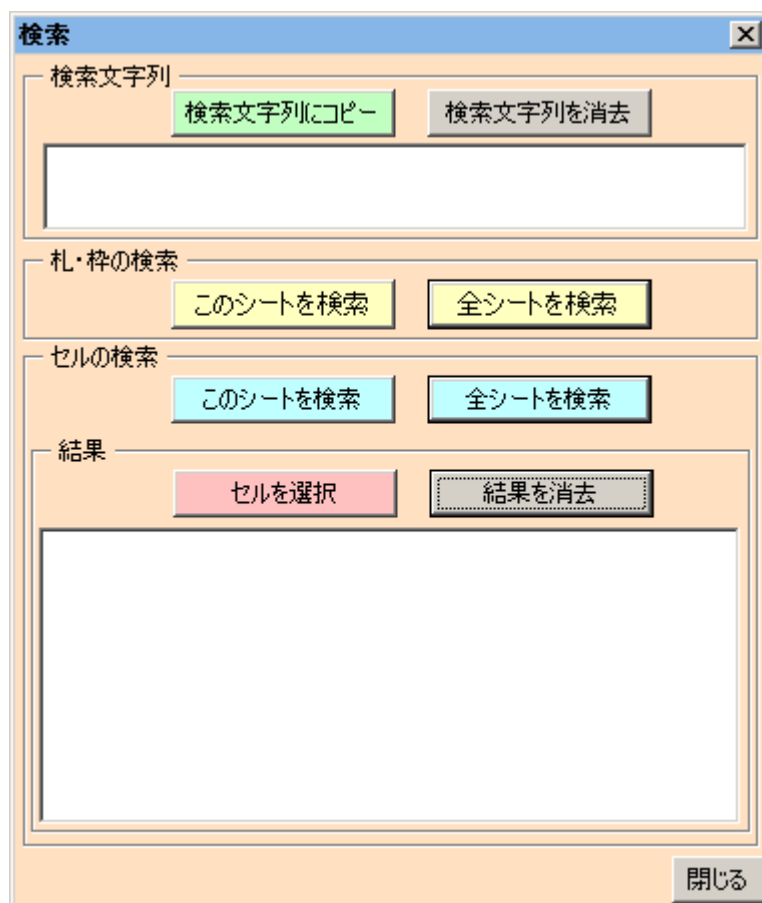 検索
検索文字列
検索文字列にコピー 検索文字列を消去
札・枠の検索
このシートを検索 全シートを検索
セルの検索
このシートを検索 全シートを検索
結果
セルを選択 結果を消去
閉じる